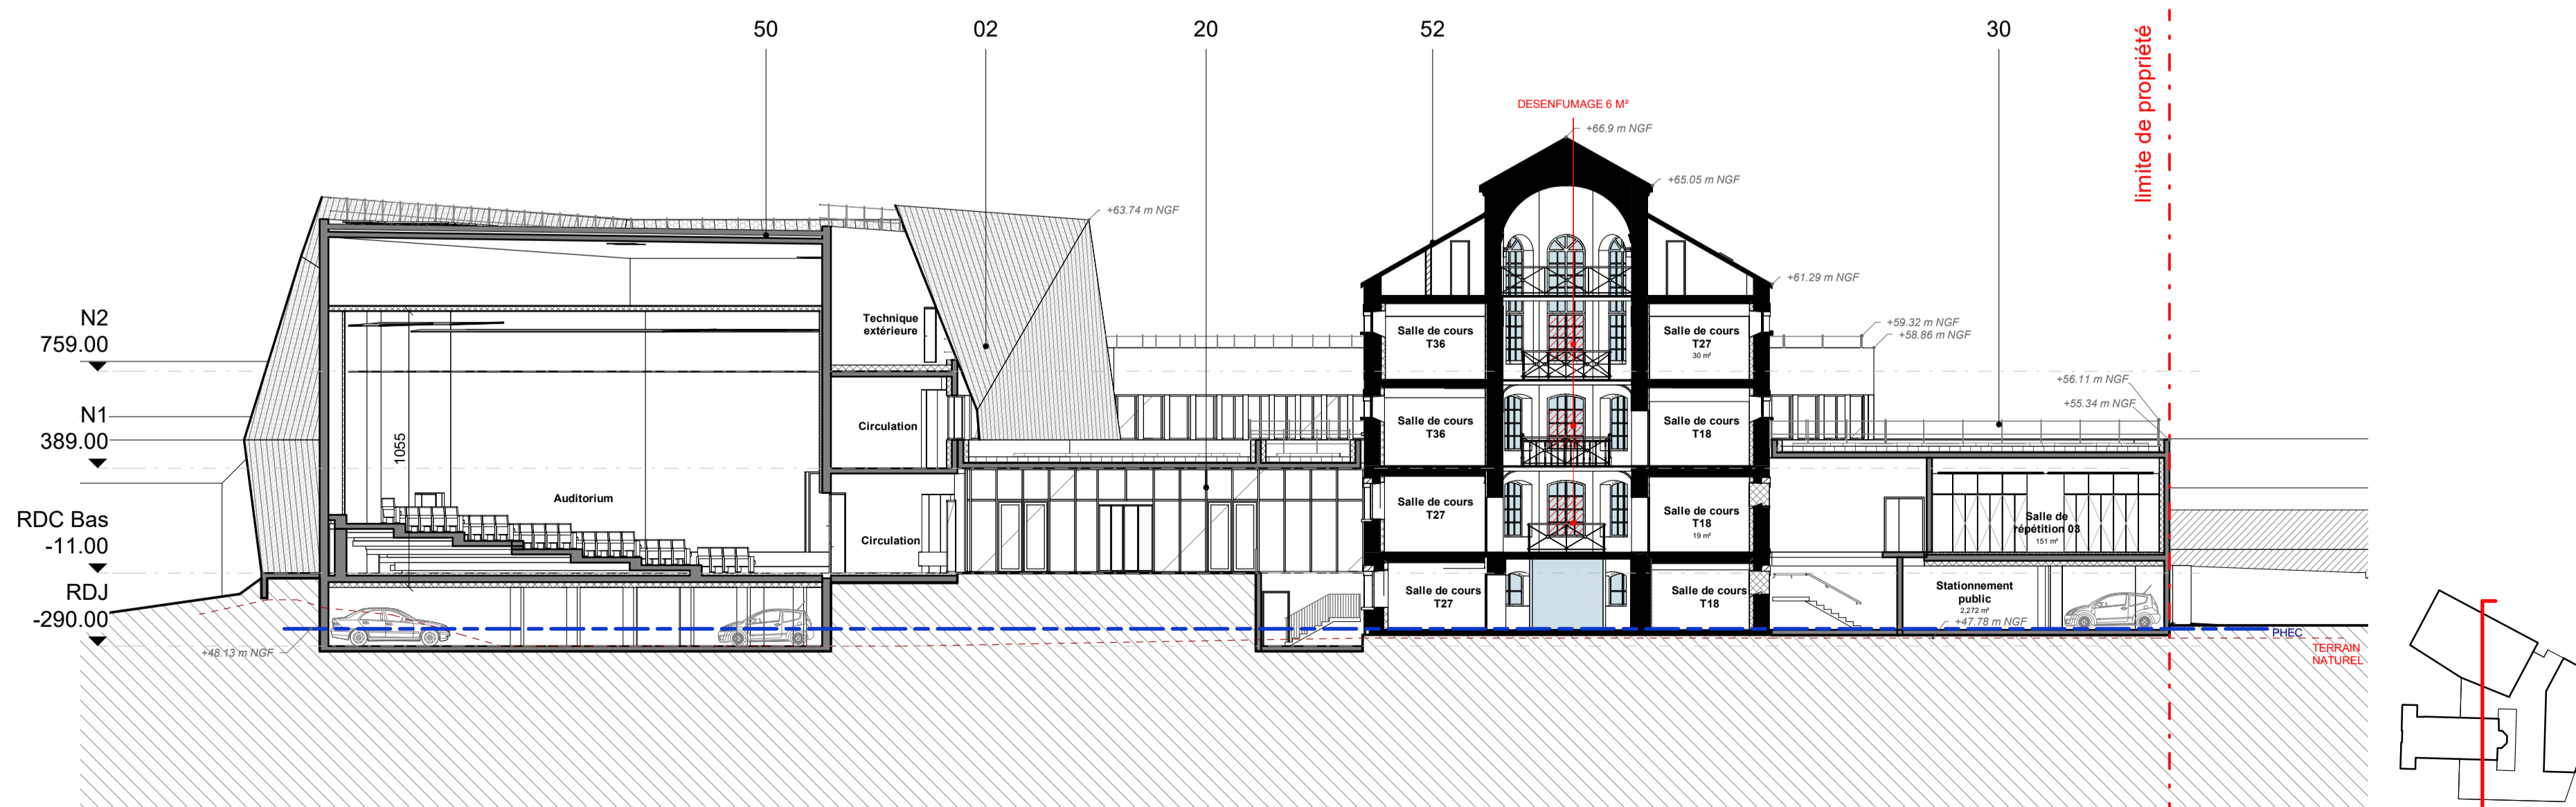 50
02
20
52
30
limite de propriété
DESENFUMAGE 6 M²
+66.9 m NGF
+65.05 m NGF
+63.74 m NGF
+61.29 m NGF
N2
759.00
Technique
extérieure
Salle de cours
T36
Salle de cours
T27
30 m²
+59.32 m NGF
+58.86 m NGF
+56.11 m NGF
+55.34 m NGF
N1
389.00
1055
Circulation
Salle de cours
T36
Salle de cours
T18
Auditorium
RDC Bas
-11.00
Circulation
Salle de cours
T27
Salle de cours
T18
19 m²
Salle de
répétition 03
151 m²
RDJ
-290.00
Salle de cours
T27
Salle de cours
T18
Stationnement
public
2,272 m²
+47.78 m NGF
+48.13 m NGF
PHEC
TERRAIN
NATUREL